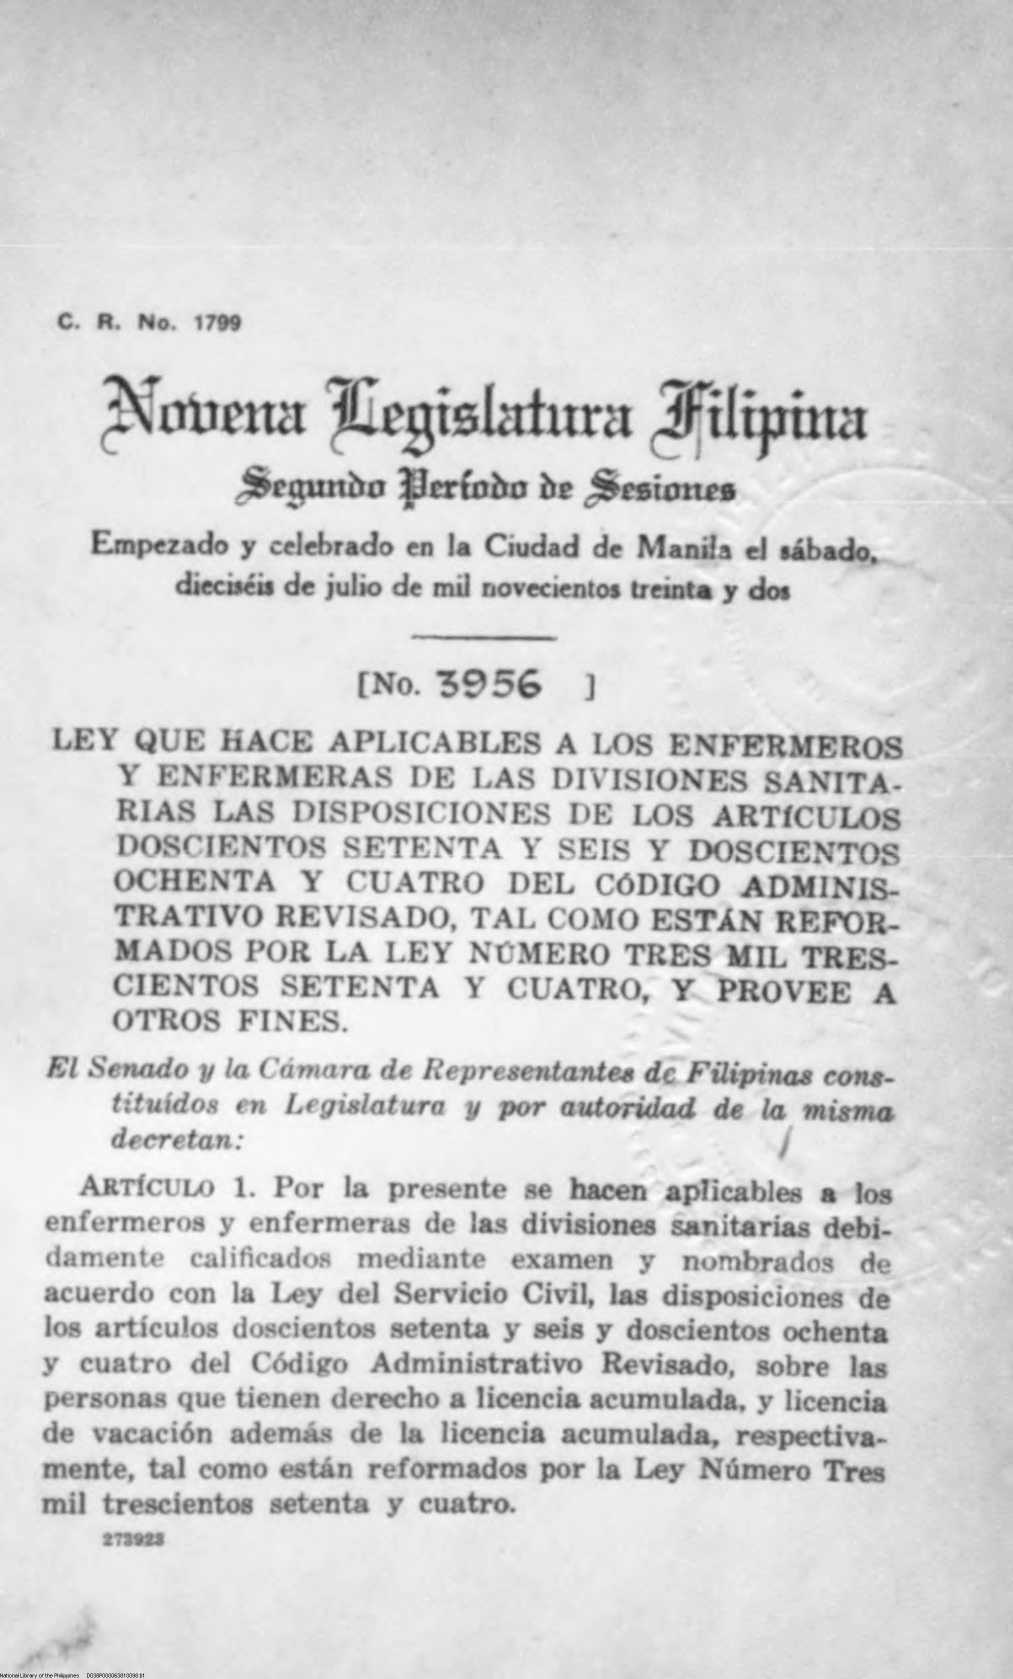 C. R. No. 1799
Novena Legislatura Filipina
Segundo Período de Sesiones
Empezado y celebrado en la Ciudad de Manila el sábado,
dieciséis de julio de mil novecientos treinta y dos
[No. 3956 ]
LEY QUE HACE APLICABLES A LOS ENFERMEROS
Y ENFERMERAS DE LAS DIVISIONES SANITA-
RIAS LAS DISPOSICIONES DE LOS ARTÍCULOS
DOSCIENTOS SETENTA Y SEIS Y DOSCIENTOS
OCHENTA Y CUATRO DEL CÓDIGO ADMINIS-
TRATIVO REVISADO, TAL COMO ESTÁN REFOR-
MADOS POR LA LEY NÚMERO TRES MIL TRES-
CIENTOS SETENTA Y CUATRO, Y PROVEE A
OTROS FINES.
El Senado y la Cámara de Representantes de Filipinas cons-
tituídos en Legislatura y por autoridad de la misma
decretan:
ARTÍCULO 1. Por la presente se hacen aplicables a los
enfermeros y enfermeras de las divisiones sanitarias debi-
damente calificados mediante examen y nombrados de
acuerdo con la Ley del Servicio Civil, las disposiciones de
los artículos doscientos setenta y seis y doscientos ochenta
y cuatro del Código Administrativo Revisado, sobre las
personas que tienen derecho a licencia acumulada, y licencia
de vacación además de la licencia acumulada, respectiva-
mente, tal como están reformados por la Ley Número Tres
mil trescientos setenta y cuatro.
273923
National Library of the Philippines